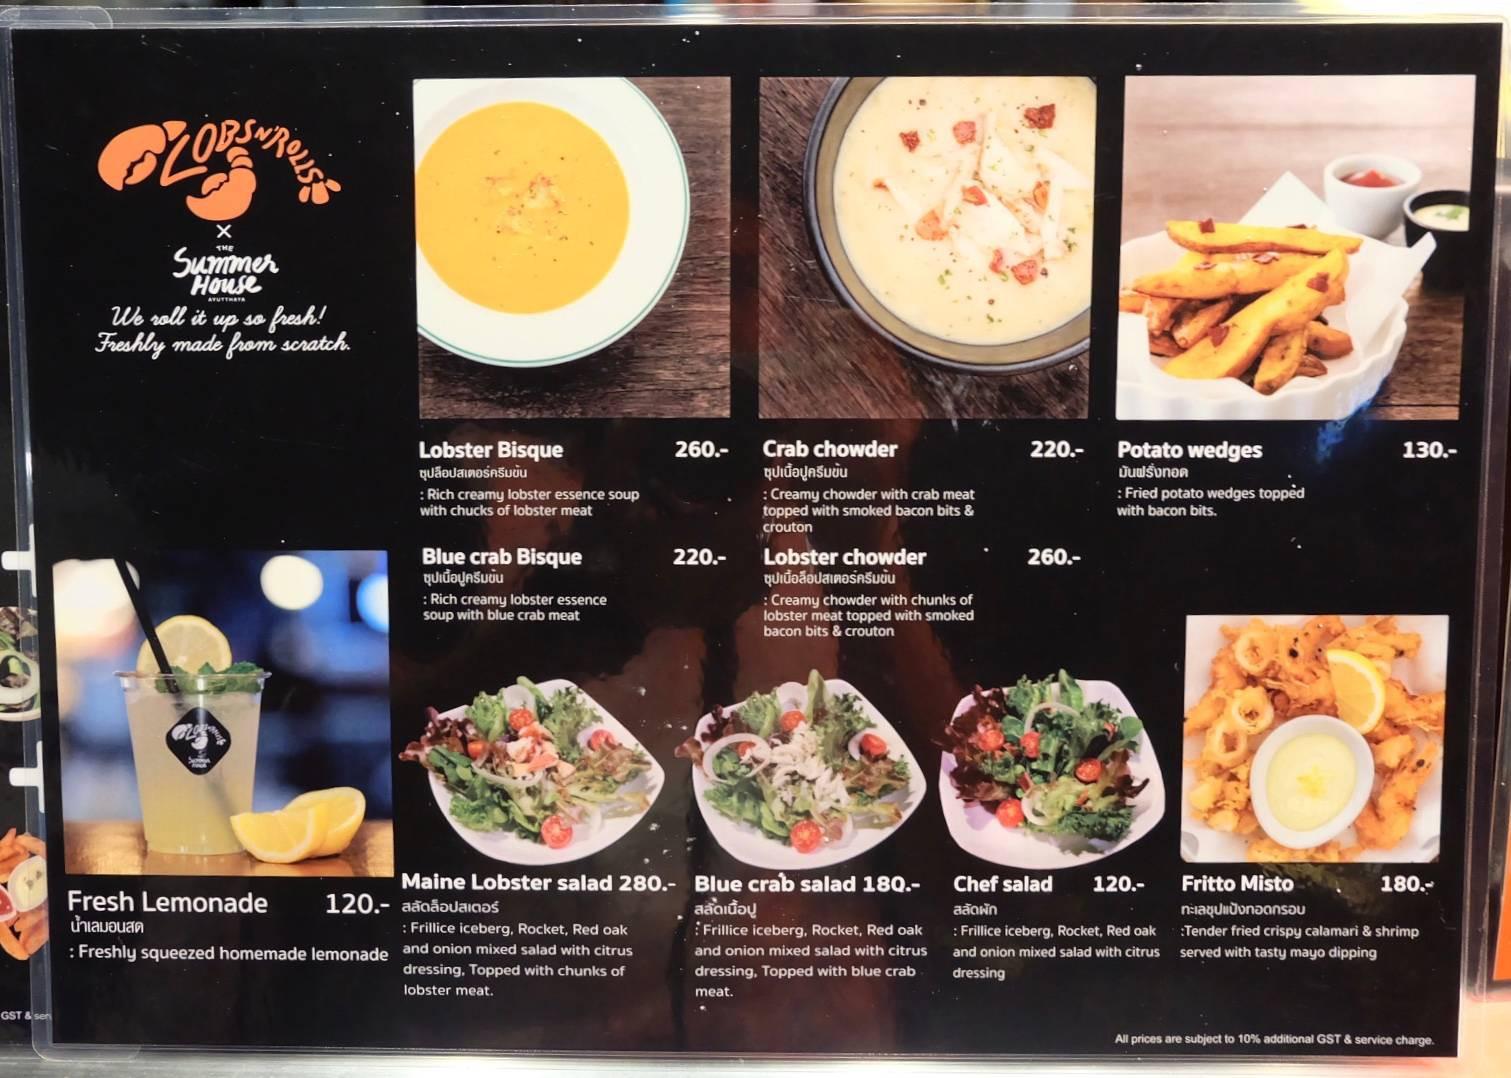 LOBSN'ROLLS
X
THE
Summer
House
AYUTTHAYA
We roll it up so fresh!
Freshly made from scratch.
Lobster Bisque 260.-
ซุปล็อปสเตอร์ครีมข้น
: Rich creamy lobster essence soup
with chucks of lobster meat
Blue crab Bisque 220.-
ซุปเนื้อปูครีมข้น
: Rich creamy lobster essence
soup with blue crab meat
Crab chowder 220.-
ซุปเนื้อปูครีมข้น
: Creamy chowder with crab meat
topped with smoked bacon bits &
crouton
Lobster chowder 260.-
ซุปเนื้อล็อปสเตอร์ครีมข้น
: Creamy chowder with chunks of
lobster meat topped with smoked
bacon bits & crouton
Potato wedges 130.-
มันฝรั่งทอด
: Fried potato wedges topped
with bacon bits.
LOBSN'ROLLS
Summer
House
Fresh Lemonade 120.-
น้ำเลมอนสด
: Freshly squeezed homemade lemonade
Maine Lobster salad 280.-
สลัดล็อปสเตอร์
: Frillice iceberg, Rocket, Red oak
and onion mixed salad with citrus
dressing, Topped with chunks of
lobster meat.
Blue crab salad 180.-
สลัดเนื้อปู
: Frillice iceberg, Rocket, Red oak
and onion mixed salad with citrus
dressing, Topped with blue crab
meat.
Chef salad 120.-
สลัดผัก
: Frillice iceberg, Rocket, Red oak
and onion mixed salad with citrus
dressing
Fritto Misto 180.-
ทะเลชุปแป้งทอดกรอบ
:Tender fried crispy calamari & shrimp
served with tasty mayo dipping
GST &
All prices are subject to 10% additional GST & service charge.